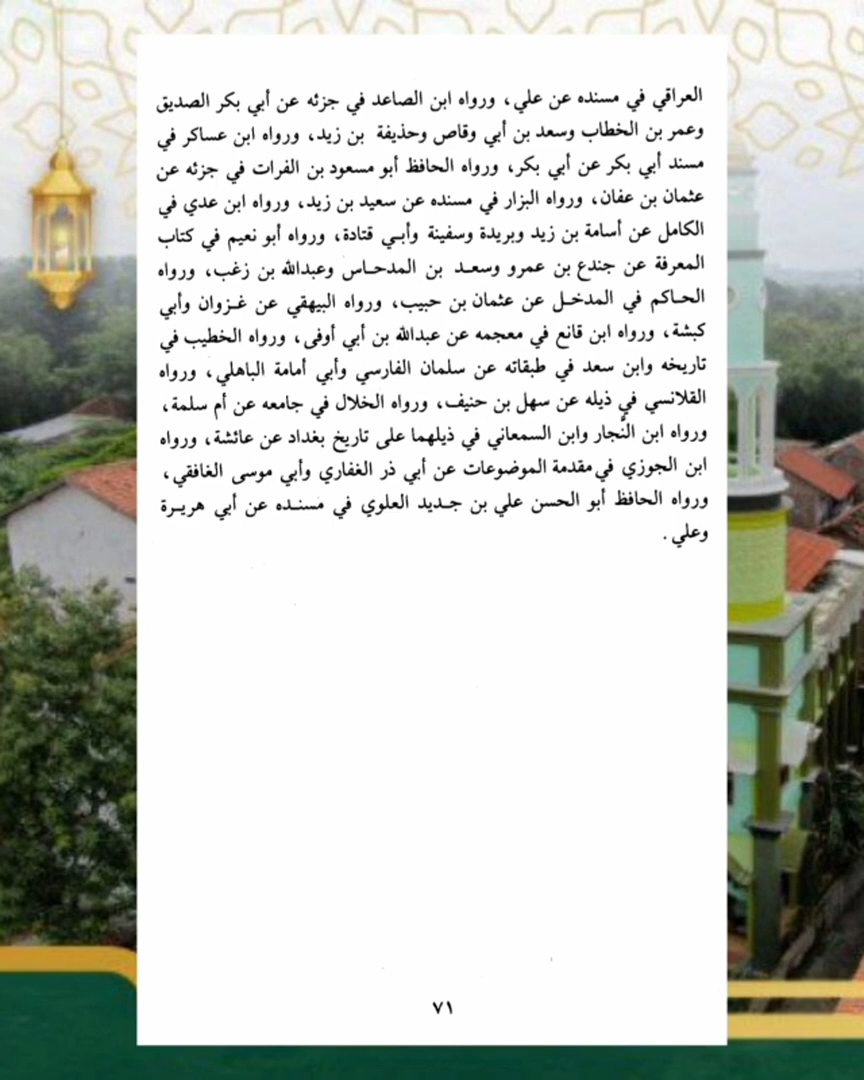 العراقي في مسنده عن علي، ورواه ابن الصاعد في جزئه عن أبي بكر الصديق
وعمر بن الخطاب وسعد بن أبي وقاص وحذيفة بن زيد، ورواه ابن عساكر في
مسند أبي بكر عن أبي بكر، ورواه الحافظ أبو مسعود بن الفرات في جزئه عن
عثمان بن عفان، ورواه البزار في مسنده عن سعيد بن زيد، ورواه ابن عدي في
الكامل عن أسامة بن زيد وبريدة وسفينة وأبي قتادة، ورواه أبو نعيم في كتاب
المعرفة عن جندع بن عمرو وسعد بن المدحاس وعبدالله بن زغب، ورواه
الحاكم في المدخل عن عثمان بن حبيب، ورواه البيهقي عن غزوان وأبي
كبشة، ورواه ابن قانع في معجمه عن عبدالله بن أبي أوفى، ورواه الخطيب في
تاريخه وابن سعد في طبقاته عن سلمان الفارسي وأبي أمامة الباهلي، ورواه
القلانسي في ذيله عن سهل بن حنيف، ورواه الخلال في جامعه عن أم سلمة،
ورواه ابن النَّجار وابن السمعاني في ذيلهما على تاريخ بغداد عن عائشة، ورواه
ابن الجوزي في مقدمة الموضوعات عن أبي ذر الغفاري وأبي موسى الغافقي،
ورواه الحافظ أبو الحسن علي بن جديد العلوي في مسنده عن أبي هريرة
وعلي.
٧١